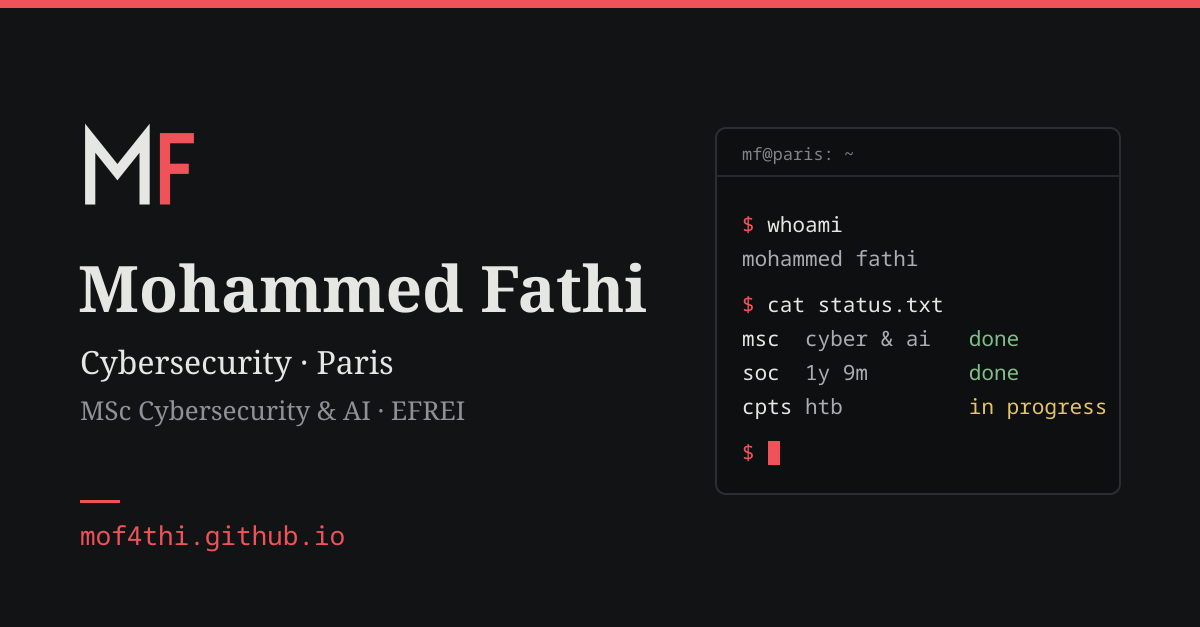 MF
Mohammed Fathi
Cybersecurity · Paris
MSc Cybersecurity & AI · EFREI
mof4thi.github.io
mf@paris: ~
$ whoami
mohammed fathi
$ cat status.txt
msc cyber & ai done
soc 1y 9m done
cpts htb in progress
$